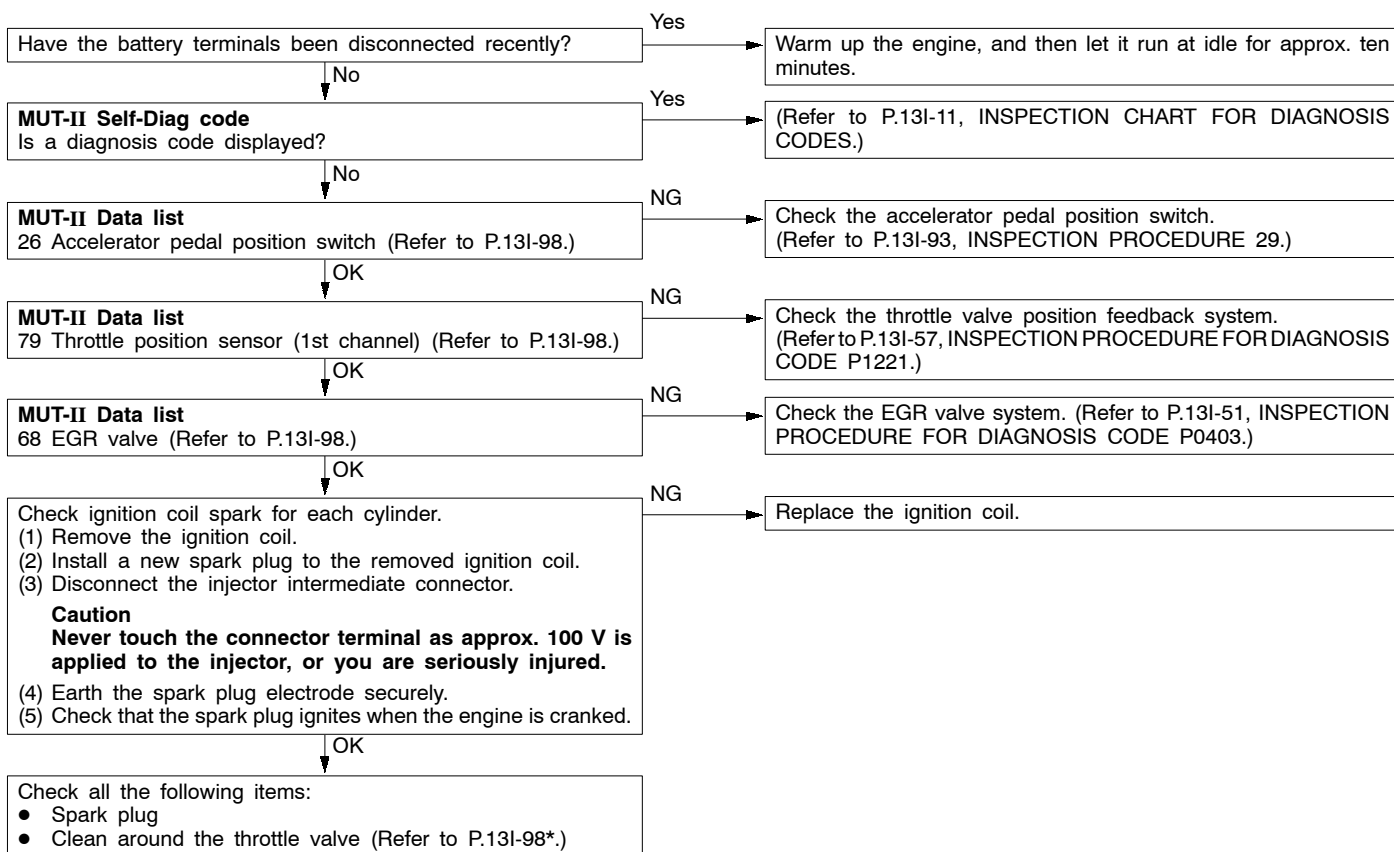 Have the battery terminals been disconnected recently?
Yes
Warm up the engine, and then let it run at idle for approx. ten
minutes.
No
MUT-II Self-Diag code
Is a diagnosis code displayed?
Yes
(Refer to P.13I-11, INSPECTION CHART FOR DIAGNOSIS
CODES.)
No
MUT-II Data list
26 Accelerator pedal position switch (Refer to P.13I-98.)
NG
Check the accelerator pedal position switch.
(Refer to P.13I-93, INSPECTION PROCEDURE 29.)
OK
MUT-II Data list
79 Throttle position sensor (1st channel) (Refer to P.13I-98.)
NG
Check the throttle valve position feedback system.
(Refer to P.13I-57, INSPECTION PROCEDURE FOR DIAGNOSIS
CODE P1221.)
OK
MUT-II Data list
68 EGR valve (Refer to P.13I-98.)
NG
Check the EGR valve system. (Refer to P.13I-51, INSPECTION
PROCEDURE FOR DIAGNOSIS CODE P0403.)
OK
Check ignition coil spark for each cylinder.
(1) Remove the ignition coil.
(2) Install a new spark plug to the removed ignition coil.
(3) Disconnect the injector intermediate connector.
Caution
Never touch the connector terminal as approx. 100 V is
applied to the injector, or you are seriously injured.
(4) Earth the spark plug electrode securely.
(5) Check that the spark plug ignites when the engine is cranked.
NG
Replace the ignition coil.
OK
Check all the following items:
● Spark plug
● Clean around the throttle valve (Refer to P.13I-98*.)